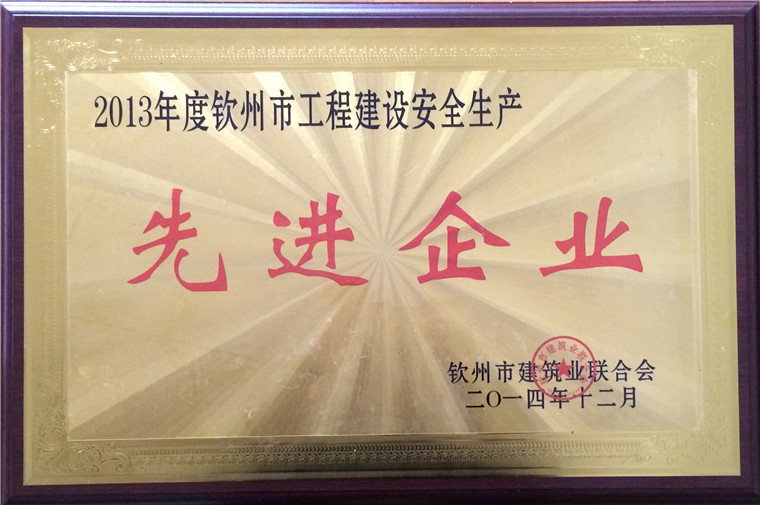 2013年度钦州市工程建设安全生产
先进企业
钦州市建筑业联合会
二〇一四年十二月